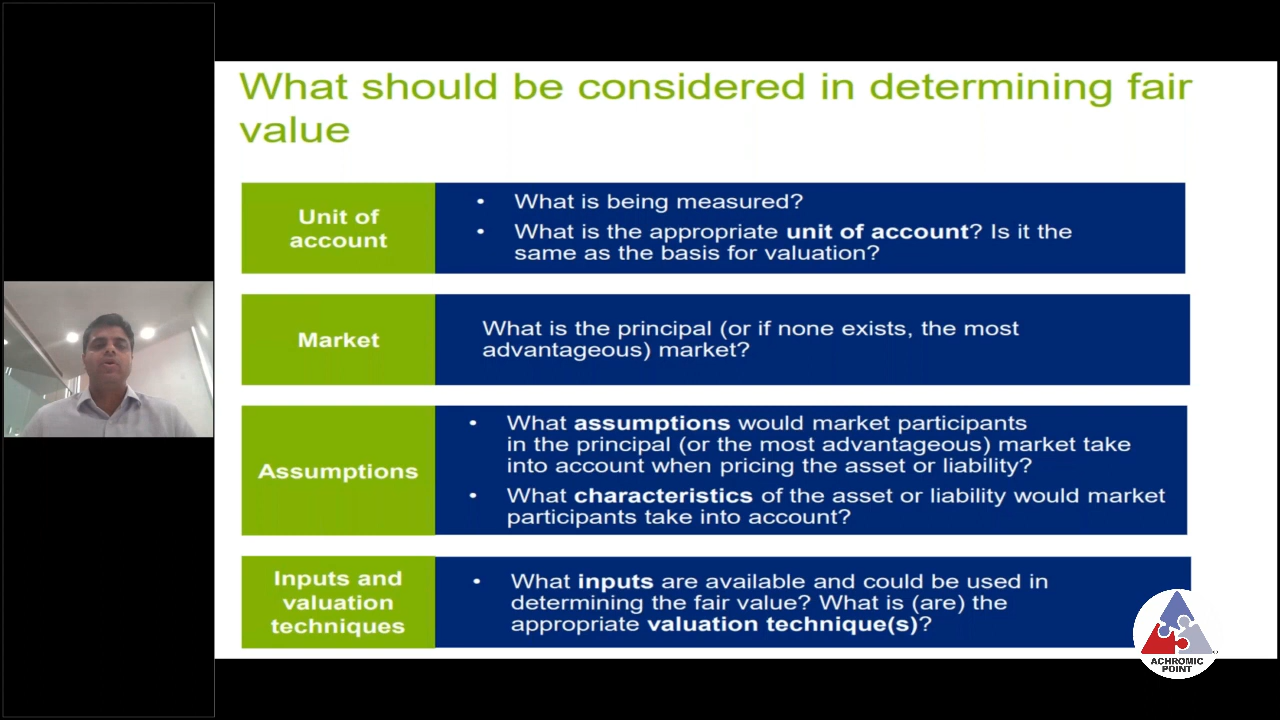 What should be considered in determining fair
value
Unit of
account
• What is being measured?
• What is the appropriate unit of account? Is it the
same as the basis for valuation?
Market
What is the principal (or if none exists, the most
advantageous) market?
Assumptions
• What assumptions would market participants
in the principal (or the most advantageous) market take
into account when pricing the asset or liability?
• What characteristics of the asset or liability would market
participants take into account?
Inputs and
valuation
techniques
• What inputs are available and could be used in
determining the fair value? What is (are) the
appropriate valuation technique(s)?
ACHROMIC
POINT